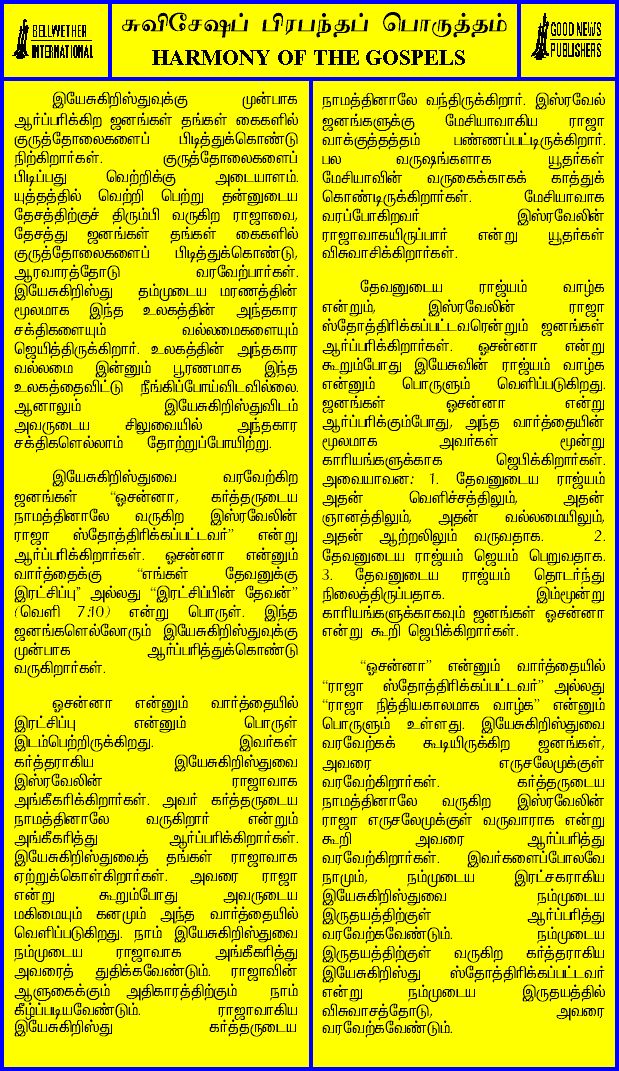 BELLWETHER
INTERNATIONAL
சுவிசேஷப் பிரபந்தப் பொருத்தம்
HARMONY OF THE GOSPELS
GOOD NEWS
PUBLISHERS
இயேசுகிறிஸ்துவுக்கு முன்பாக
ஆர்ப்பரிக்கிற ஜனங்கள் தங்கள் கைகளில்
குருத்தோலைகளைப் பிடித்துக்கொண்டு
நிற்கிறார்கள். குருத்தோலைகளைப்
பிடிப்பது வெற்றிக்கு அடையாளம்.
யுத்தத்தில் வெற்றி பெற்று தன்னுடைய
தேசத்திற்குச் திரும்பி வருகிற ராஜாவை,
தேசத்து ஜனங்கள் தங்கள் கைகளில்
குருத்தோலைகளைப் பிடித்துக்கொண்டு,
ஆரவாரத்தோடு வரவேற்பார்கள்.
இயேசுகிறிஸ்து தம்முடைய மரணத்தின்
மூலமாக இந்த உலகத்தின் அந்தகார
சக்திகளையும் வல்லமைகளையும்
ஜெயித்திருக்கிறார். உலகத்தின் அந்தகார
வல்லமை இன்னும் பூரணமாக இந்த
உலகத்தைவிட்டு நீங்கிப்போய்விடவில்லை.
ஆனாலும் இயேசுகிறிஸ்துவிடம்
அவருடைய சிலுவையில் அந்தகார
சக்திகளெல்லாம் தோற்றுப்போயிற்று.
இயேசுகிறிஸ்துவை வரவேற்கிற
ஜனங்கள் “ஓசன்னா, கர்த்தருடைய
நாமத்தினாலே வருகிற இஸ்ரவேலின்
ராஜா ஸ்தோத்திரிக்கப்பட்டவர்” என்று
ஆர்ப்பரிக்கிறார்கள். ஓசன்னா என்னும்
வார்த்தைக்கு “எங்கள் தேவனுக்கு
இரட்சிப்பு” அல்லது “இரட்சிப்பின் தேவன்”
(வெளி 7:10) என்று பொருள். இந்த
ஜனங்களெல்லோரும் இயேசுகிறிஸ்துவுக்கு
முன்பாக ஆர்ப்பரித்துக்கொண்டு
வருகிறார்கள்.
ஓசன்னா என்னும் வார்த்தையில்
இரட்சிப்பு என்னும் பொருள்
இடம்பெற்றிருக்கிறது. இவர்கள்
கர்த்தராகிய இயேசுகிறிஸ்துவை
இஸ்ரவேலின் ராஜாவாக
அங்கீகரிக்கிறார்கள். அவர் கர்த்தருடைய
நாமத்தினாலே வருகிறார் என்றும்
அங்கீகரித்து ஆர்ப்பரிக்கிறார்கள்.
இயேசுகிறிஸ்துவைத் தங்கள் ராஜாவாக
ஏற்றுக்கொள்கிறார்கள். அவரை ராஜா
என்று கூறும்போது அவருடைய
மகிமையும் கனமும் அந்த வார்த்தையில்
வெளிப்படுகிறது. நாம் இயேசுகிறிஸ்துவை
நம்முடைய ராஜாவாக அங்கீகரித்து
அவரைத் துதிக்கவேண்டும். ராஜாவின்
ஆளுகைக்கும் அதிகாரத்திற்கும் நாம்
கீழ்ப்படியவேண்டும். ராஜாவாகிய
இயேசுகிறிஸ்து கர்த்தருடைய
நாமத்தினாலே வந்திருக்கிறார். இஸ்ரவேல்
ஜனங்களுக்கு மேசியாவாகிய ராஜா
வாக்குத்தத்தம் பண்ணப்பட்டிருக்கிறார்.
பல வருஷங்களாக யூதர்கள்
மேசியாவின் வருகைக்காகக் காத்துக்
கொண்டிருக்கிறார்கள். மேசியாவாக
வரப்போகிறவர் இஸ்ரவேலின்
ராஜாவாகயிருப்பார் என்று யூதர்கள்
விசுவாசிக்கிறார்கள்.
தேவனுடைய ராஜ்யம் வாழ்க
என்றும், இஸ்ரவேலின் ராஜா
ஸ்தோத்திரிக்கப்பட்டவரென்றும் ஜனங்கள்
ஆர்ப்பரிக்கிறார்கள். ஓசன்னா என்று
கூறும்போது இயேசுவின் ராஜ்யம் வாழ்க
என்னும் பொருளும் வெளிப்படுகிறது.
ஜனங்கள் ஓசன்னா என்று
ஆர்ப்பரிக்கும்போது, அந்த வார்த்தையின்
மூலமாக அவர்கள் மூன்று
காரியங்களுக்காக ஜெபிக்கிறார்கள்.
அவையாவன: 1. தேவனுடைய ராஜ்யம்
அதன் வெளிச்சத்திலும், அதன்
ஞானத்திலும், அதன் வல்லமையிலும்,
அதன் ஆற்றலிலும் வருவதாக. 2.
தேவனுடைய ராஜ்யம் ஜெயம் பெறுவதாக.
3. தேவனுடைய ராஜ்யம் தொடர்ந்து
நிலைத்திருப்பதாக. இம்மூன்று
காரியங்களுக்காகவும் ஜனங்கள் ஓசன்னா
என்று கூறி ஜெபிக்கிறார்கள்.
“ஓசன்னா” என்னும் வார்த்தையில்
“ராஜா ஸ்தோத்திரிக்கப்பட்டவர்” அல்லது
“ராஜா நித்தியகாலமாக வாழ்க” என்னும்
பொருளும் உள்ளது. இயேசுகிறிஸ்துவை
வரவேற்கக் கூடியிருக்கிற ஜனங்கள்,
அவரை எருசலேமுக்குள்
வரவேற்கிறார்கள். கர்த்தருடைய
நாமத்தினாலே வருகிற இஸ்ரவேலின்
ராஜா எருசலேமுக்குள் வருவாராக என்று
கூறி அவரை ஆர்ப்பரித்து
வரவேற்கிறார்கள். இவர்களைப்போலவே
நாமும், நம்முடைய இரட்சகராகிய
இயேசுகிறிஸ்துவை நம்முடைய
இருதயத்திற்குள் ஆர்ப்பரித்து
வரவேற்கவேண்டும். நம்முடைய
இருதயத்திற்குள் வருகிற கர்த்தராகிய
இயேசுகிறிஸ்து ஸ்தோத்திரிக்கப்பட்டவர்
என்று நம்முடைய இருதயத்தில்
விசுவாசத்தோடு, அவரை
வரவேற்கவேண்டும்.